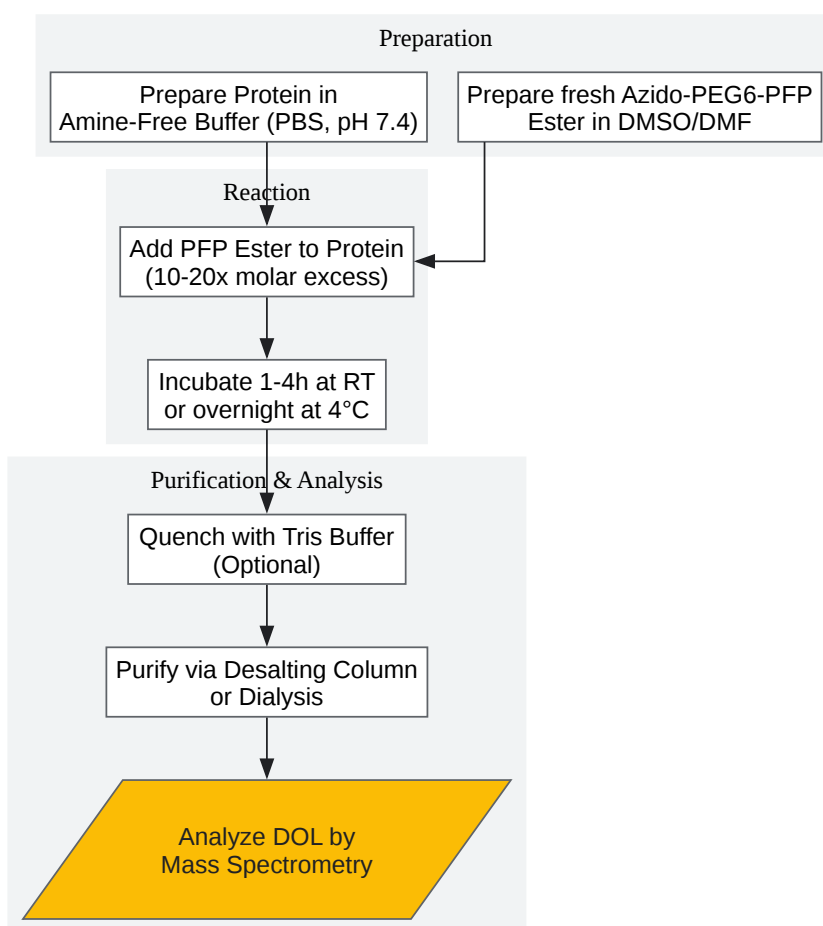 Preparation
Prepare Protein in
Amine-Free Buffer (PBS, pH 7.4)
Prepare fresh Azido-PEG6-PFP
Ester in DMSO/DMF
Reaction
Add PFP Ester to Protein
(10-20x molar excess)
Incubate 1-4h at RT
or overnight at 4°C
Purification & Analysis
Quench with Tris Buffer
(Optional)
Purify via Desalting Column
or Dialysis
Analyze DOL by
Mass Spectrometry